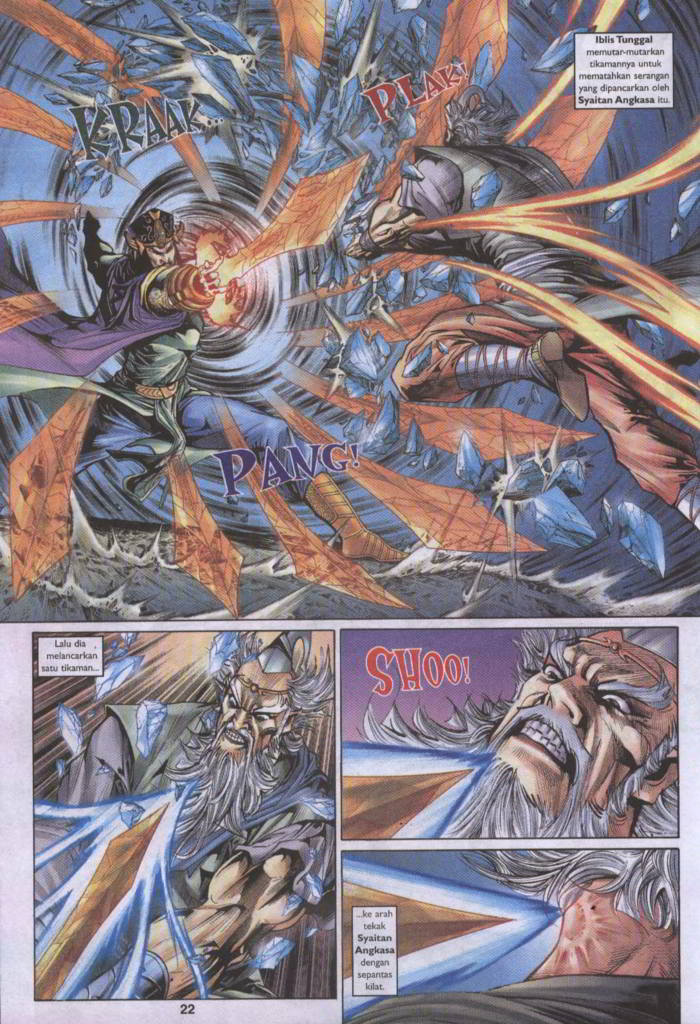 Iblis Tunggal
memutar-mutarkan
tikamannya untuk
mematahkan serangan
yang dipancarkan oleh
Syaitan Angkasa itu.
KRAAK...
PLAK!
PANG!
Lalu dia
melancarkan
satu tikaman...
SHOO!
...ke arah
tekak
Syaitan
Angkasa
dengan
sepantas
kilat.
22